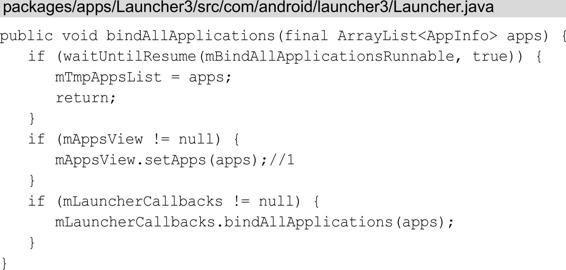 packages/apps/Launcher3/src/com/android/launcher3/Launcher.java
public void bindAllApplications(final ArrayList<AppInfo> apps) {
    if (waitUntilResume(mBindAllApplicationsRunnable, true)) {
        mTmpAppsList = apps;
        return;
    }
    if (mAppsView != null) {
        mAppsView.setApps(apps);//1
    }
    if (mLauncherCallbacks != null) {
        mLauncherCallbacks.bindAllApplications(apps);
    }
}